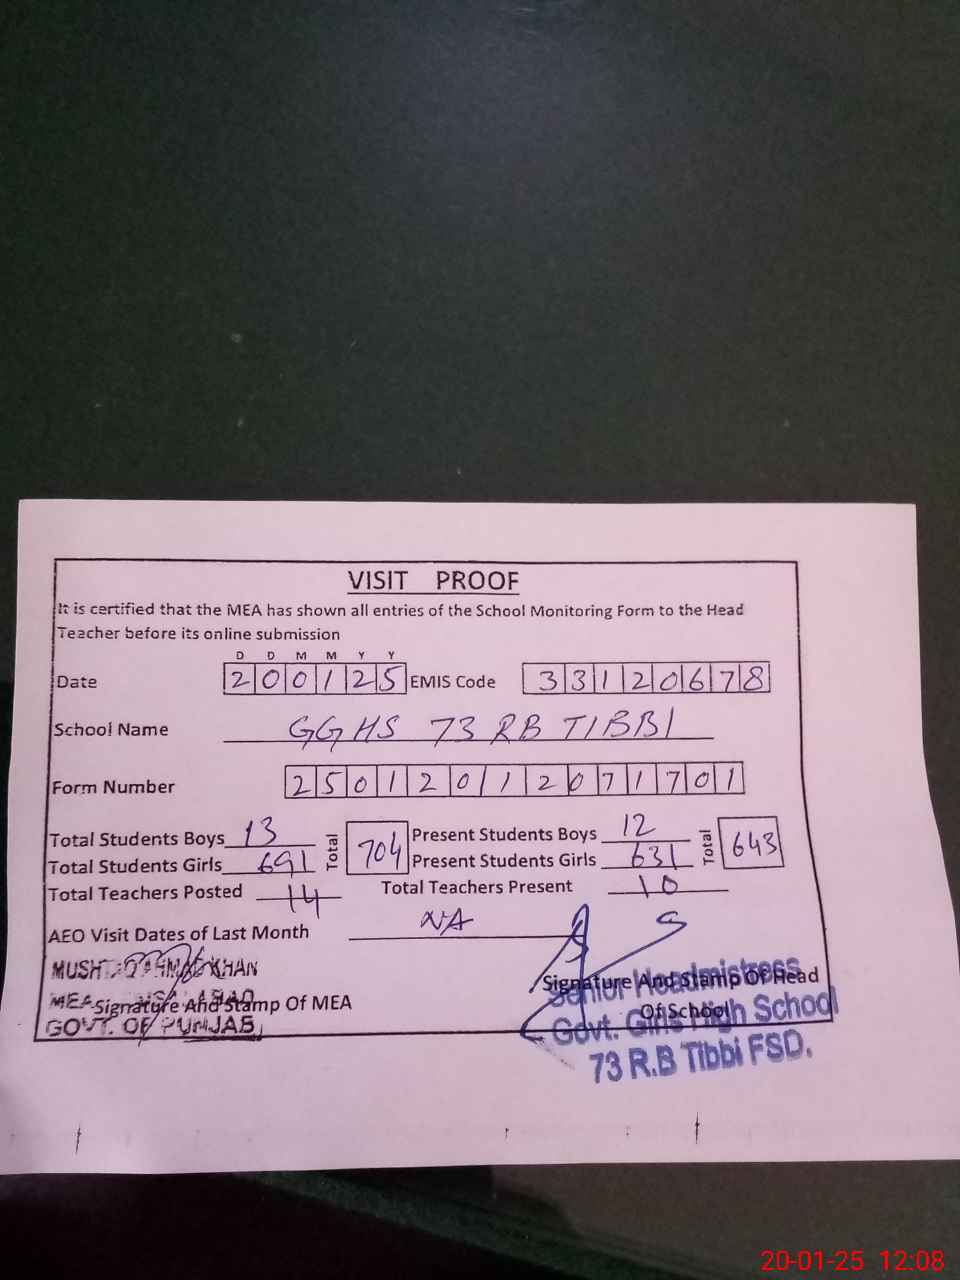 VISIT PROOF
It is certified that the MEA has shown all entries of the School Monitoring Form to the Head
Teacher before its online submission
D D M M Y Y
Date 200125 EMIS Code 33120678
School Name GGHS 73 RB TIBBI
Form Number 25012012071701
Total Students Boys 13 Total 704 Present Students Boys 12 Total 643
Total Students Girls 691 Present Students Girls 631
Total Teachers Posted 14 Total Teachers Present 10
AEO Visit Dates of Last Month NA
MUSHTAQ AHMAD KHAN
MEA
Signature And Stamp Of MEA
GOVT. OF PUNJAB
Signature And Stamp Of Head
Of School
Senior Headmistress
Govt. Girls High School
73 R.B Tibbi FSD.
20-01-25 12:08